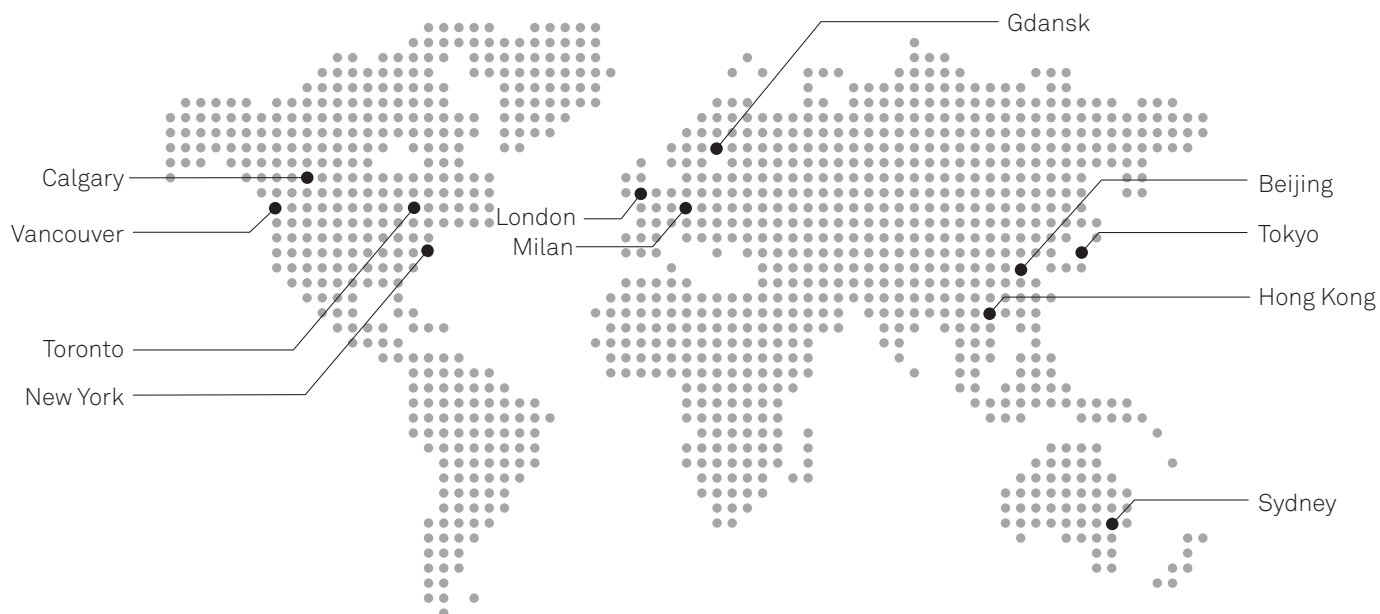 Gdansk
Calgary
Beijing
London
Vancouver
Tokyo
Milan
Hong Kong
Toronto
New York
Sydney